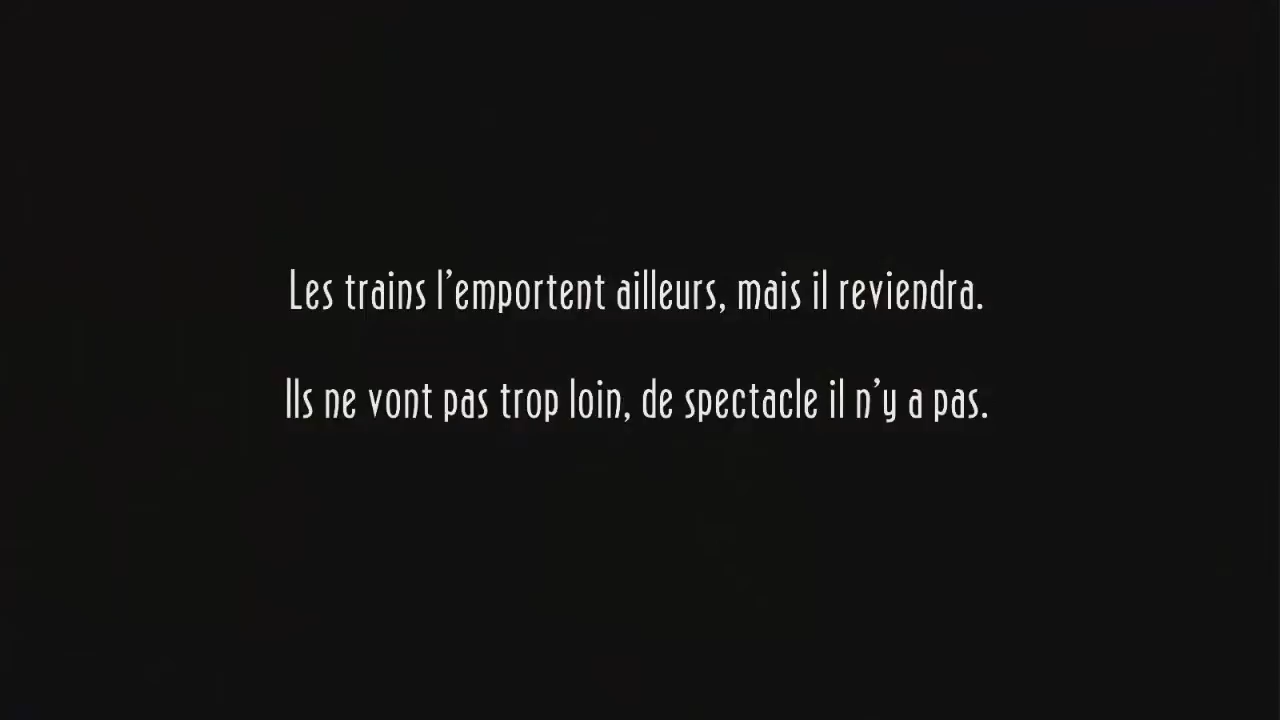 Les trains l’emportent ailleurs, mais il reviendra.
Ils ne vont pas trop loin, de spectacle il n’y a pas.